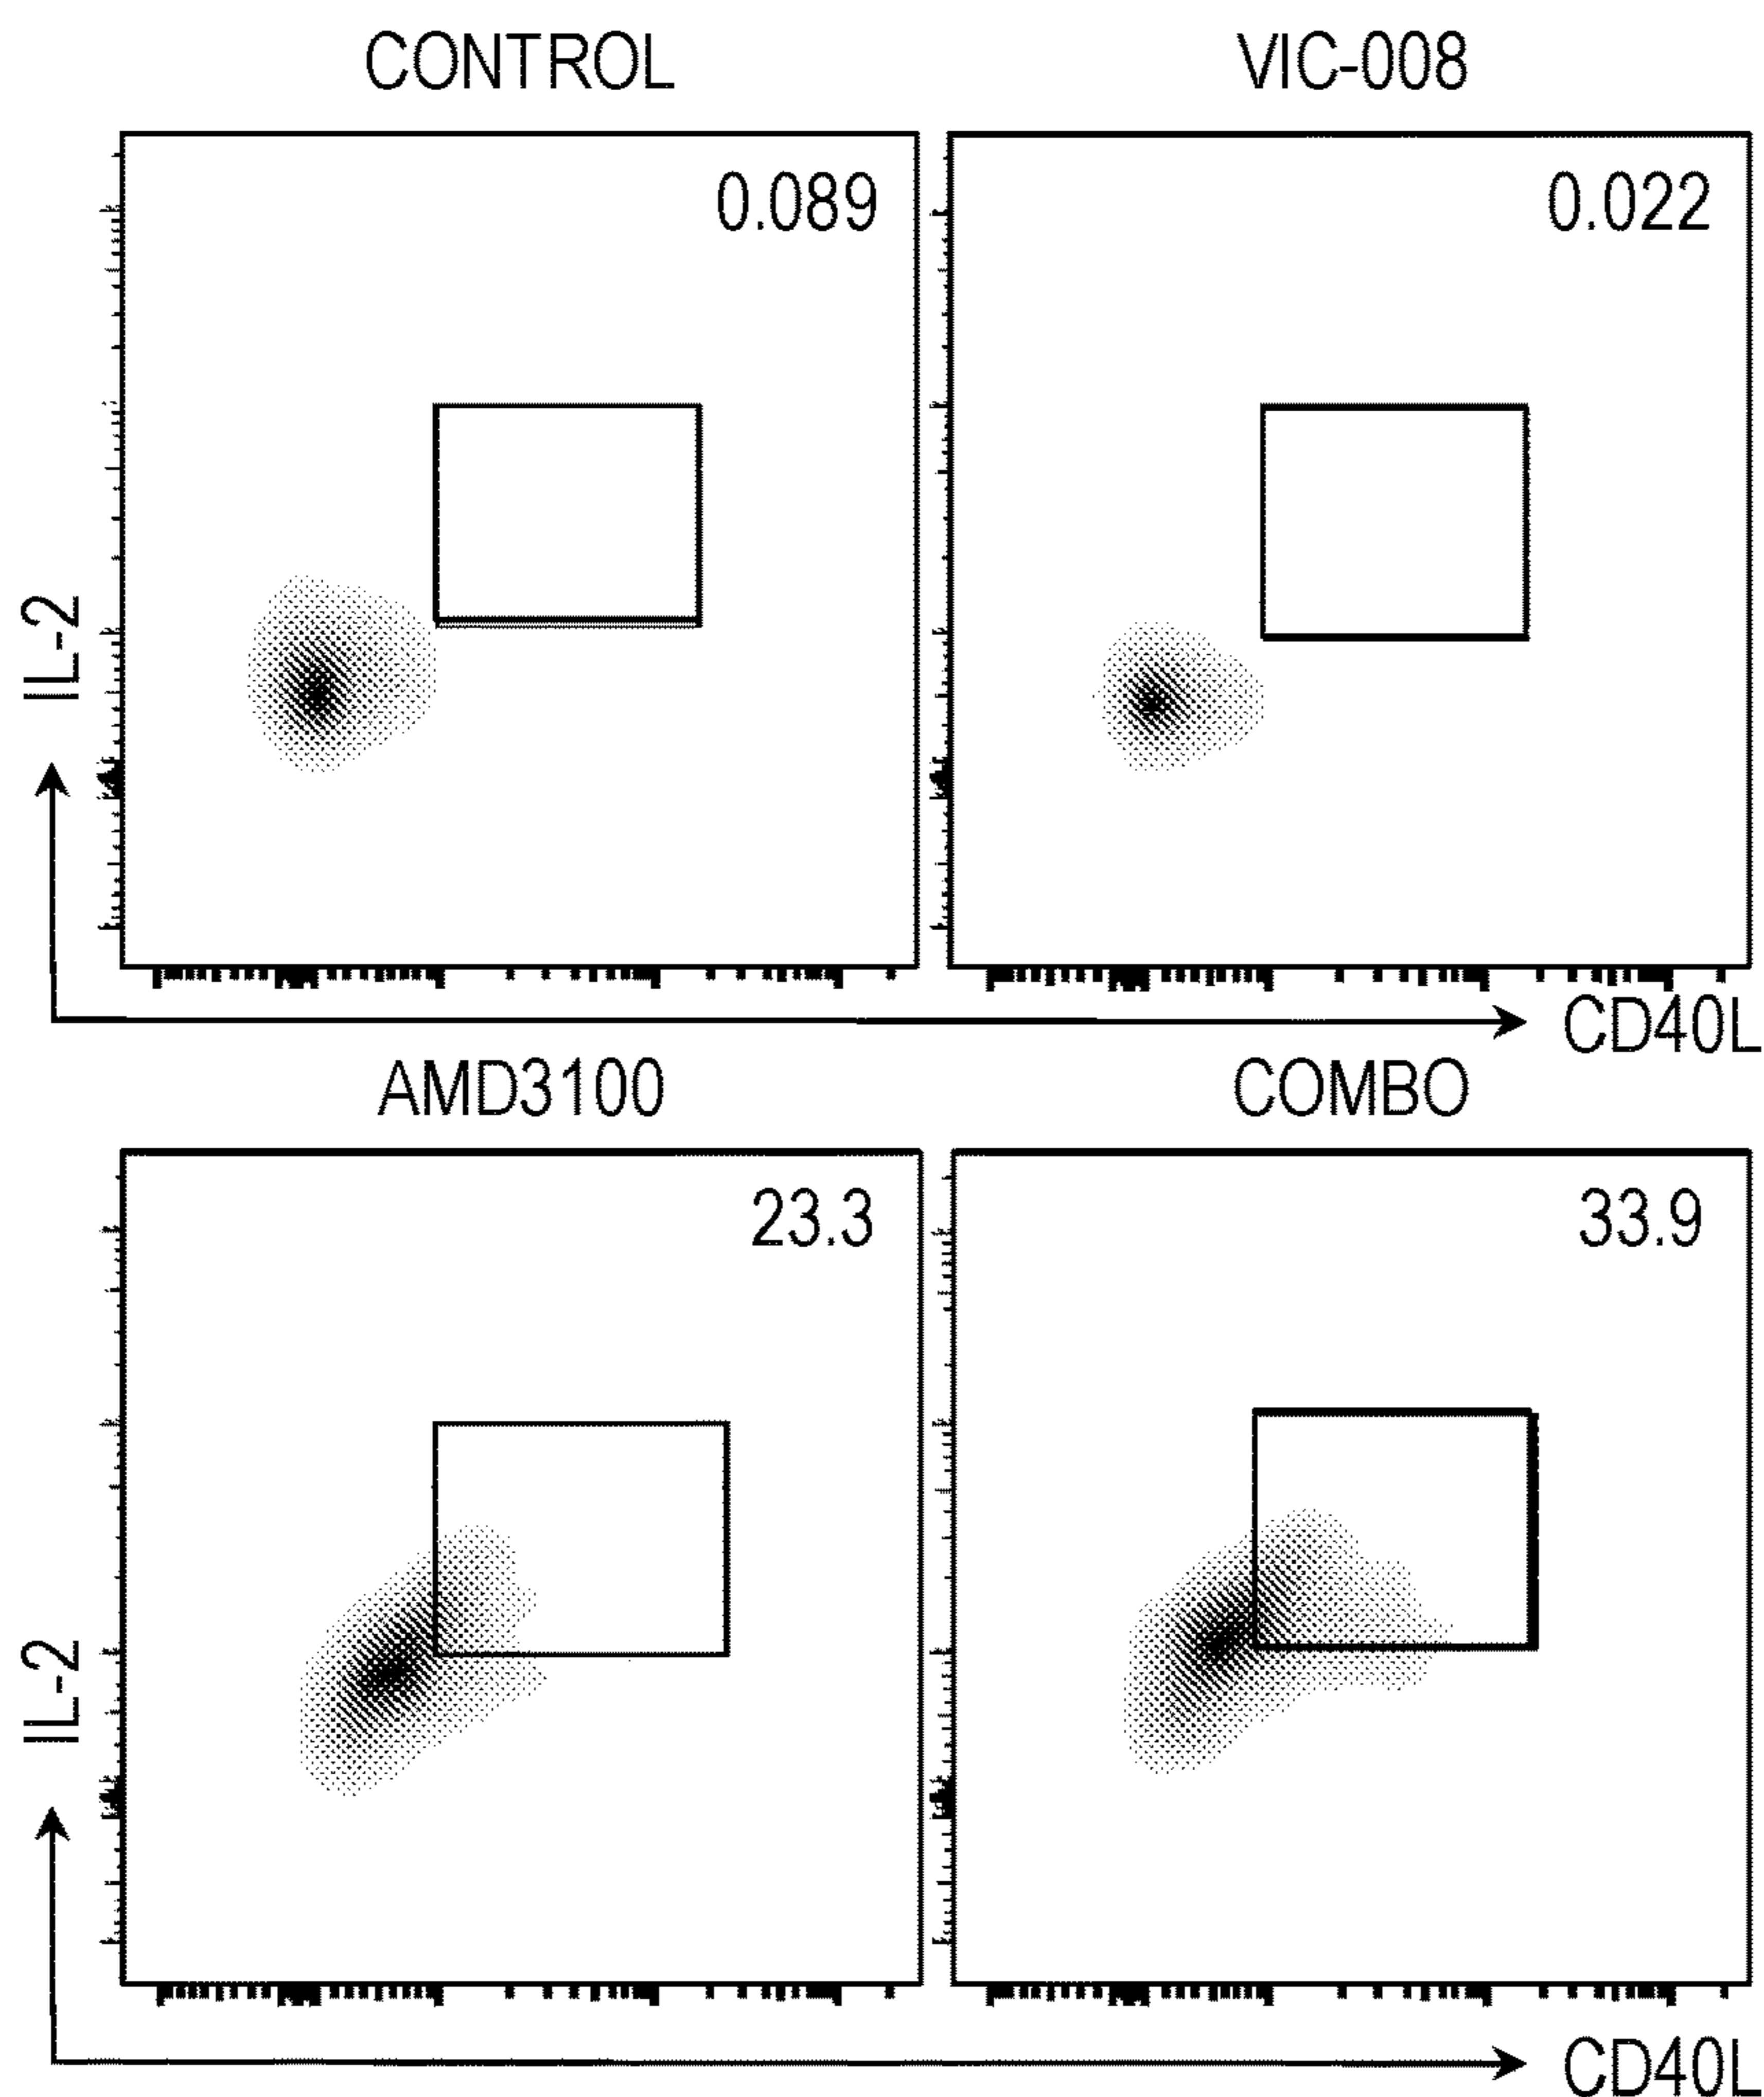 CONTROL
VIC-008
0.089
0.022
IL-2
CD40L
AMD3100
COMBO
23.3
33.9
IL-2
CD40L